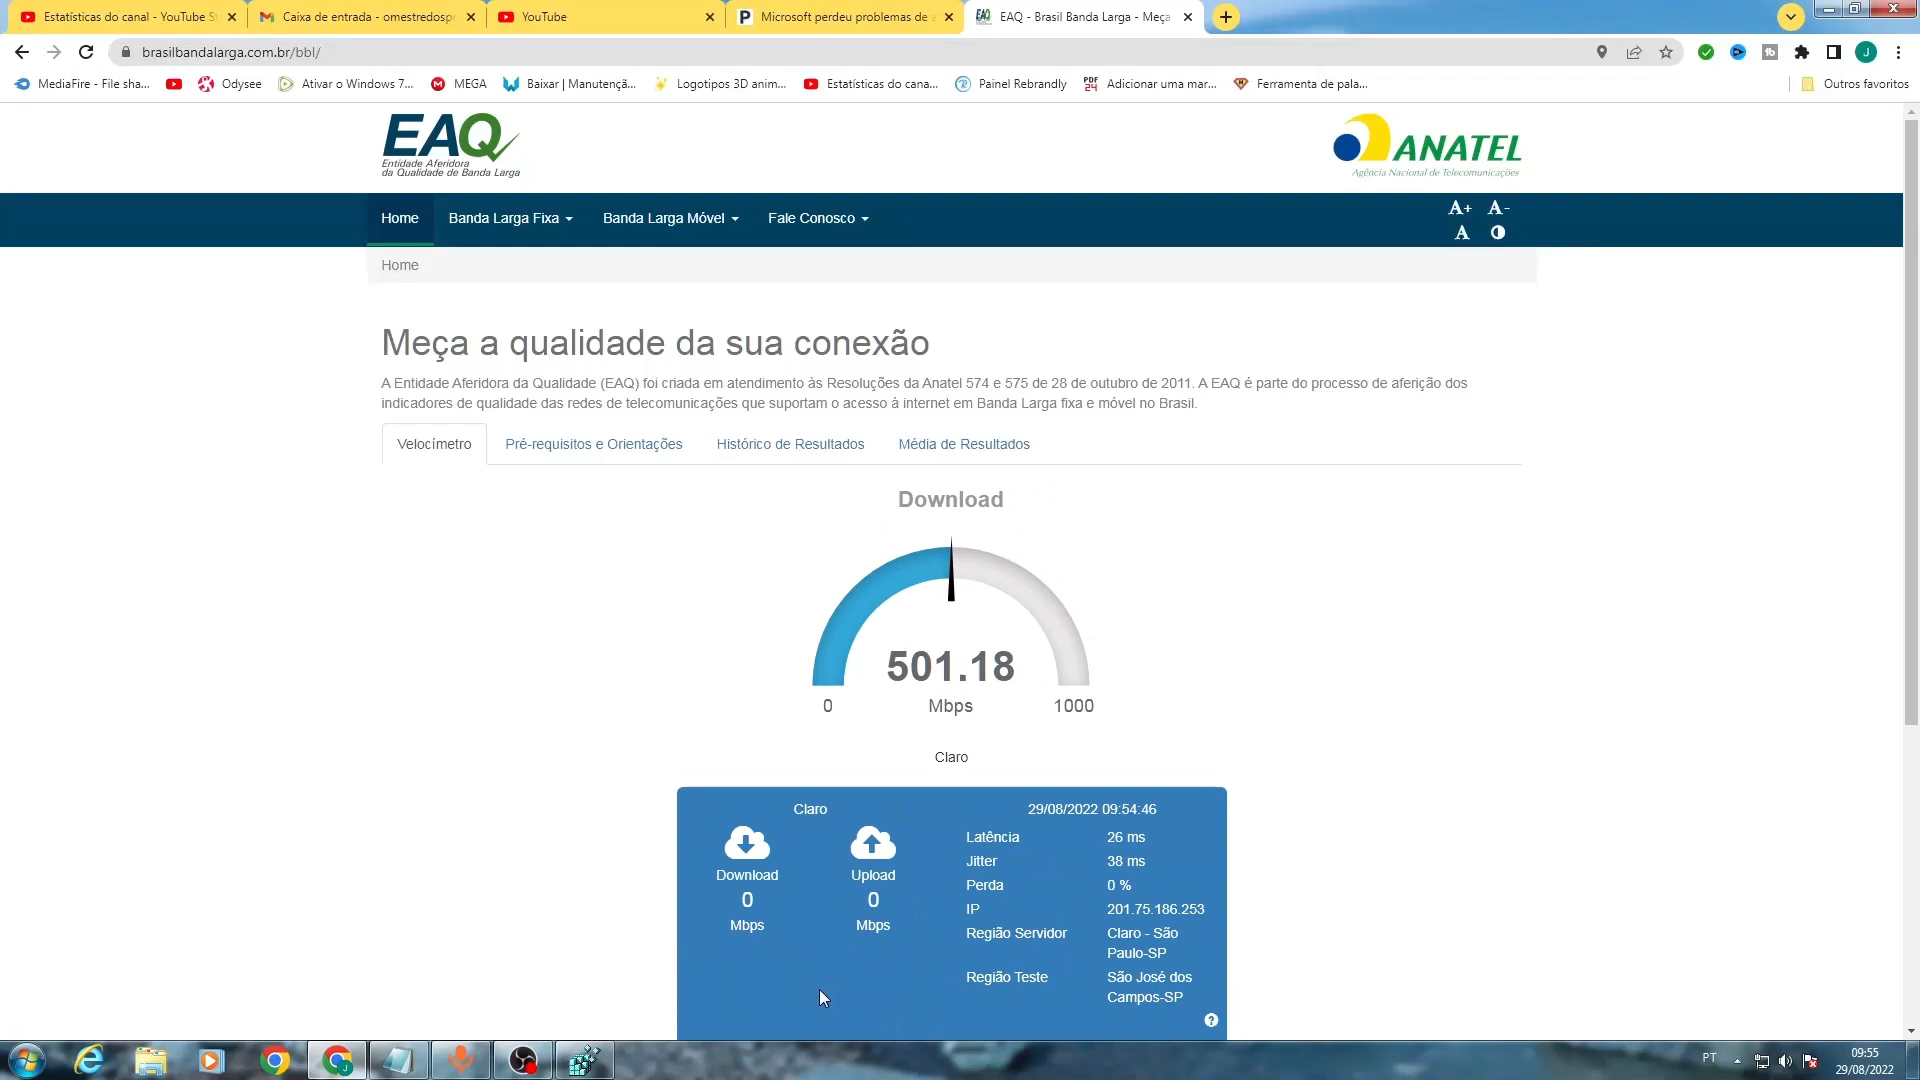 Estatísticas do canal - YouTube St
Caixa de entrada - omestredosp
YouTube
Microsoft perdeu problemas de a
EAQ - Brasil Banda Larga - Meça
brasilbandalarga.com.br/bbl/
MediaFire - File sha...
Odysee
Ativar o Windows 7...
MEGA
Baixar | Manutençã...
Logotipos 3D anim...
Estatísticas do cana...
Painel Rebrandly
Adicionar uma mar...
Ferramenta de pala...
Outros favoritos
EAQ
Entidade Aferidora
da Qualidade de Banda Larga
ANATEL
Agência Nacional de Telecomunicações
Home
Banda Larga Fixa
Banda Larga Móvel
Fale Conosco
A+ A-
A
Home
Meça a qualidade da sua conexão
A Entidade Aferidora da Qualidade (EAQ) foi criada em atendimento às Resoluções da Anatel 574 e 575 de 28 de outubro de 2011. A EAQ é parte do processo de aferição dos
indicadores de qualidade das redes de telecomunicações que suportam o acesso à internet em Banda Larga fixa e móvel no Brasil.
Velocímetro
Pré-requisitos e Orientações
Histórico de Resultados
Média de Resultados
Download
501.18
0
Mbps
1000
Claro
Claro
29/08/2022 09:54:46
Download
0
Mbps
Upload
0
Mbps
Latência 26 ms
Jitter 38 ms
Perda 0 %
IP 201.75.186.253
Região Servidor Claro - São
Paulo-SP
Região Teste São José dos
Campos-SP
PT
09:55
29/08/2022